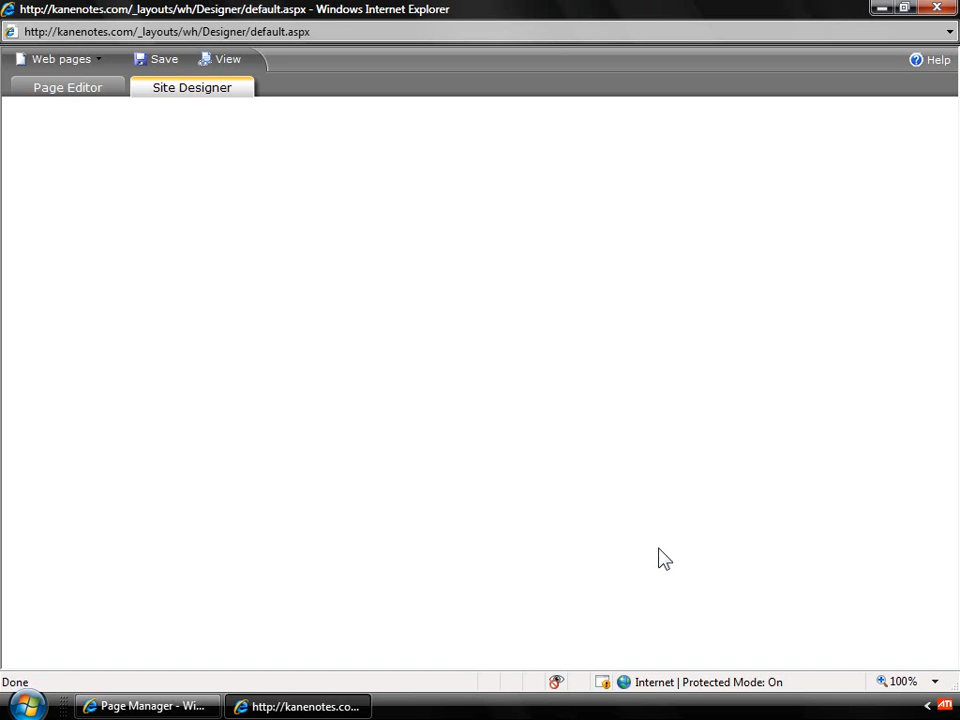 http://kanenotes.com/_layouts/wh/Designer/default.aspx - Windows Internet Explorer
http://kanenotes.com/_layouts/wh/Designer/default.aspx
Web pages Save View Help
Page Editor Site Designer
Done Internet | Protected Mode: On 100%
Page Manager - Wi... http://kanenotes.co... ATI